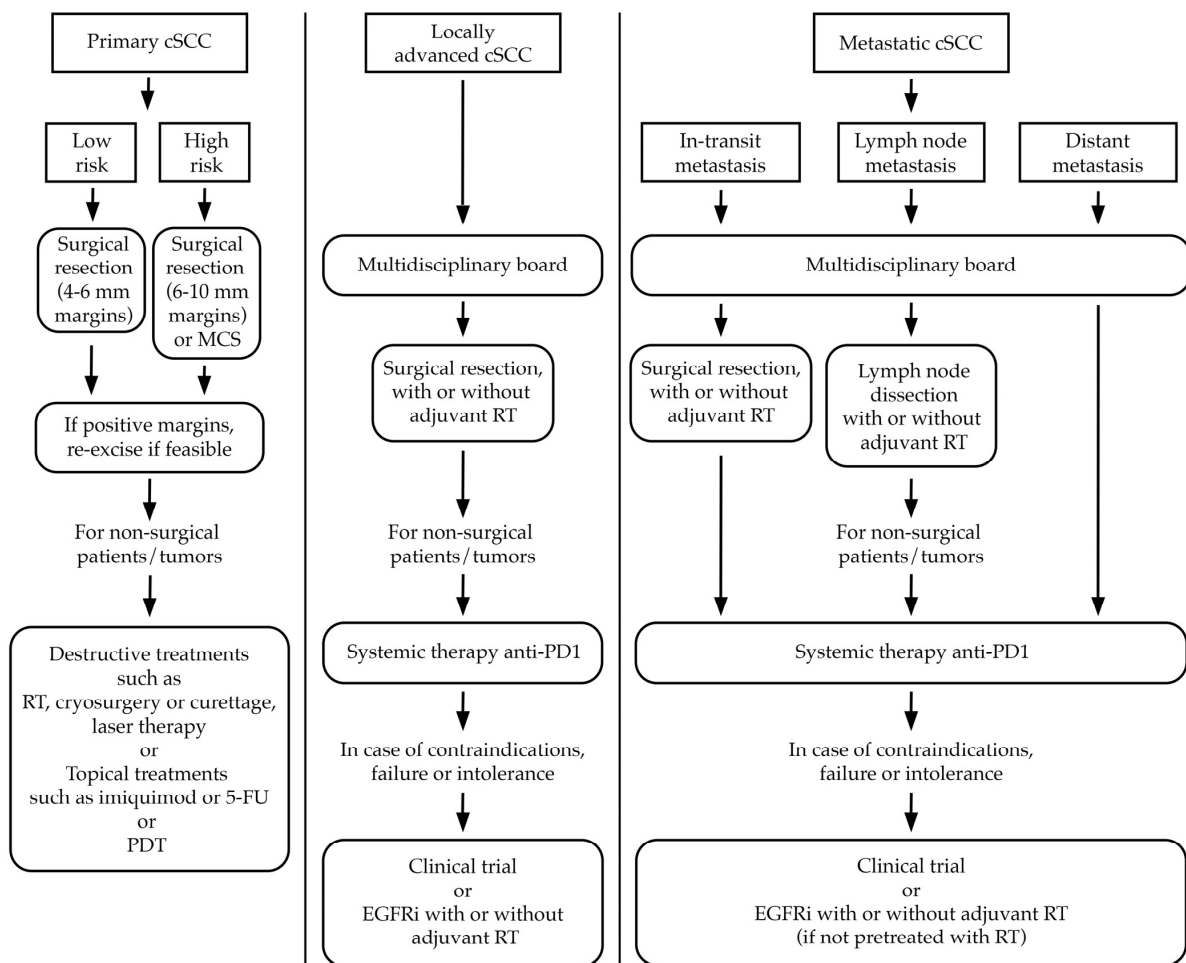 Primary cSCC
Low
risk
High
risk
Surgical
resection
(4-6 mm
margins)
Surgical
resection
(6-10 mm
margins)
or MCS
If positive margins,
re-excise if feasible
For non-surgical
patients/tumors
Destructive treatments
such as
RT, cryosurgery or curettage,
laser therapy
or
Topical treatments
such as imiquimod or 5-FU
or
PDT
Locally
advanced cSCC
Multidisciplinary board
Surgical resection,
with or without
adjuvant RT
For non-surgical
patients/tumors
Systemic therapy anti-PD1
In case of contraindications,
failure or intolerance
Clinical trial
or
EGFRi with or without
adjuvant RT
Metastatic cSCC
In-transit
metastasis
Lymph node
metastasis
Distant
metastasis
Multidisciplinary board
Surgical resection,
with or without
adjuvant RT
Lymph node
dissection
with or without
adjuvant RT
For non-surgical
patients/tumors
Systemic therapy anti-PD1
In case of contraindications,
failure or intolerance
Clinical trial
or
EGFRi with or without adjuvant RT
(if not pretreated with RT)